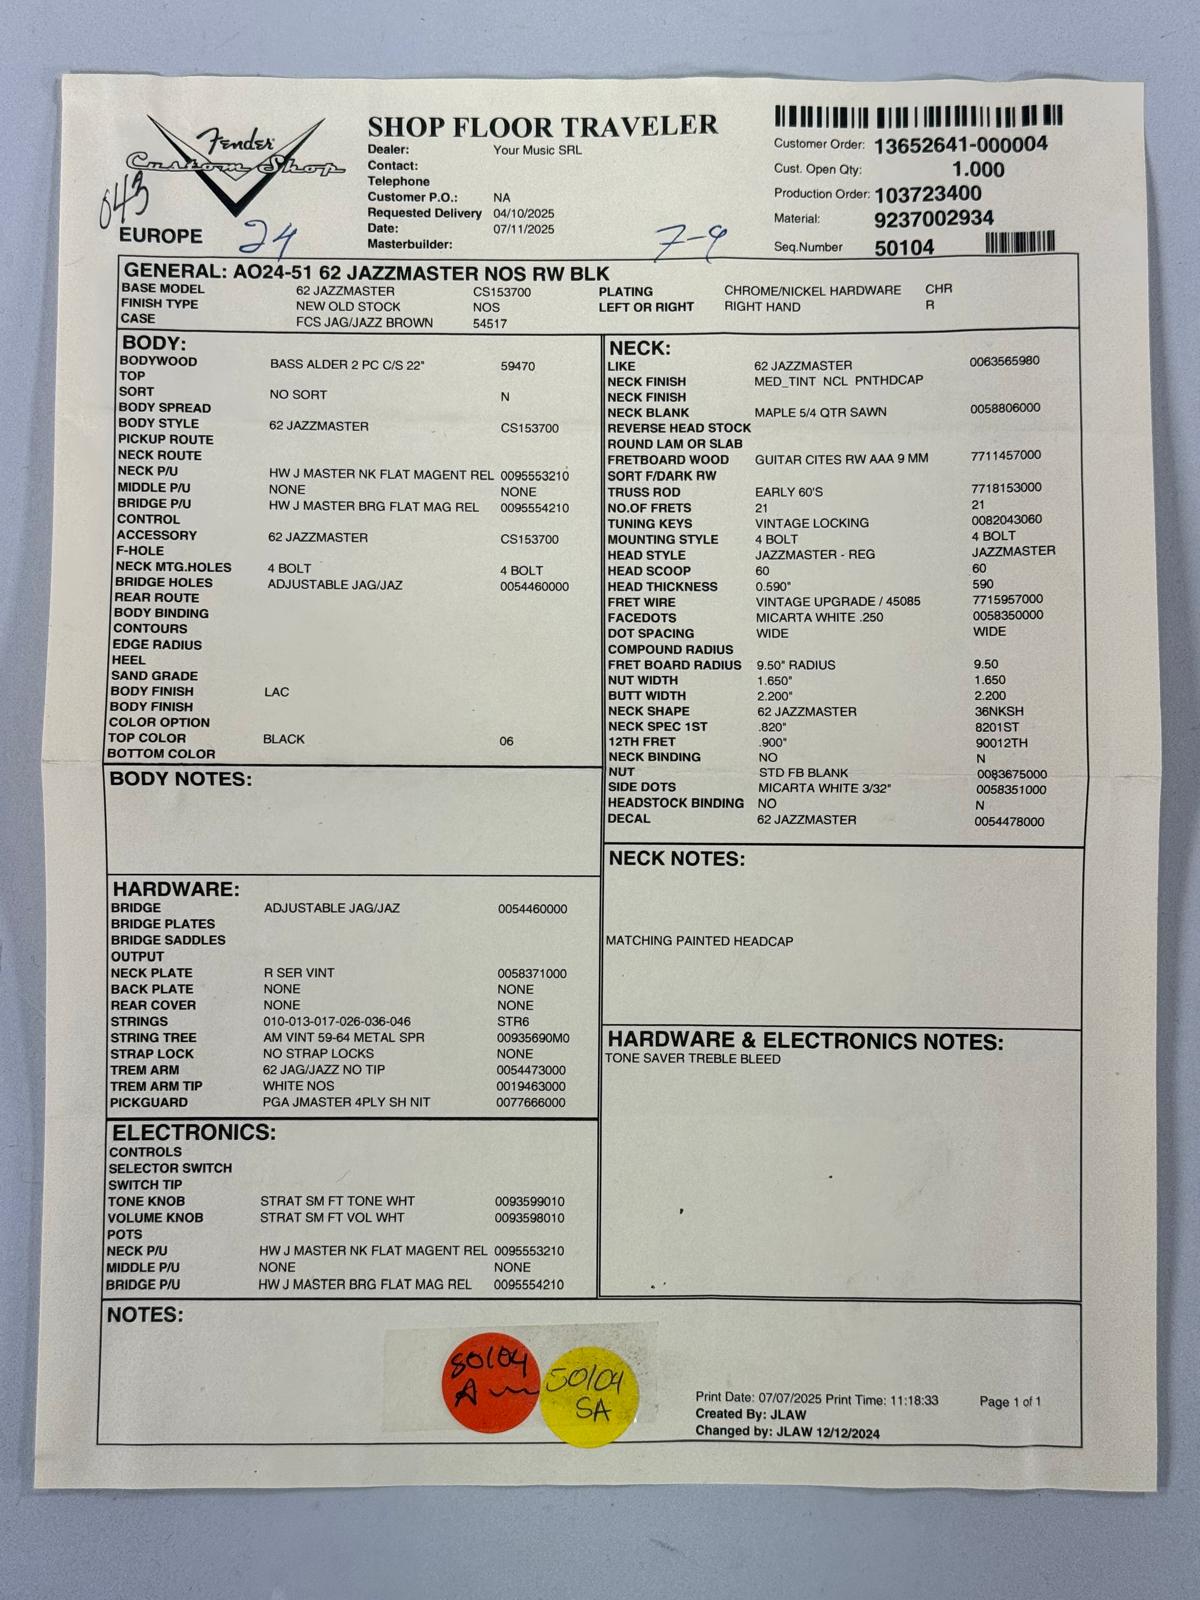 Fender
Custom Shop
643
EUROPE
24
7-9
SHOP FLOOR TRAVELER
Dealer: Your Music SRL
Contact:
Telephone
Customer P.O.: NA
Requested Delivery 04/10/2025
Date: 07/11/2025
Masterbuilder:
Customer Order: 13652641-000004
Cust. Open Qty: 1.000
Production Order: 103723400
Material: 9237002934
Seq.Number 50104
GENERAL: AO24-51 62 JAZZMASTER NOS RW BLK
BASE MODEL 62 JAZZMASTER CS153700
FINISH TYPE NEW OLD STOCK NOS
CASE FCS JAG/JAZZ BROWN 54517
PLATING CHROME/NICKEL HARDWARE CHR
LEFT OR RIGHT RIGHT HAND R
BODY:
BODYWOOD BASS ALDER 2 PC C/S 22" 59470
TOP
SORT NO SORT N
BODY SPREAD
BODY STYLE 62 JAZZMASTER CS153700
PICKUP ROUTE
NECK ROUTE
NECK P/U HW J MASTER NK FLAT MAGENT REL 0095553210
MIDDLE P/U NONE NONE
BRIDGE P/U HW J MASTER BRG FLAT MAG REL 0095554210
CONTROL
ACCESSORY 62 JAZZMASTER CS153700
F-HOLE
NECK MTG.HOLES 4 BOLT 4 BOLT
BRIDGE HOLES ADJUSTABLE JAG/JAZ 0054460000
REAR ROUTE
BODY BINDING
CONTOURS
EDGE RADIUS
HEEL
SAND GRADE
BODY FINISH LAC
BODY FINISH
COLOR OPTION
TOP COLOR BLACK 06
BOTTOM COLOR
BODY NOTES:
HARDWARE:
BRIDGE ADJUSTABLE JAG/JAZ 0054460000
BRIDGE PLATES
BRIDGE SADDLES
OUTPUT
NECK PLATE R SER VINT 0058371000
BACK PLATE NONE NONE
REAR COVER NONE NONE
STRINGS 010-013-017-026-036-046 STR6
STRING TREE AM VINT 59-64 METAL SPR 00935690M0
STRAP LOCK NO STRAP LOCKS NONE
TREM ARM 62 JAG/JAZZ NO TIP 0054473000
TREM ARM TIP WHITE NOS 0019463000
PICKGUARD PGA JMASTER 4PLY SH NIT 0077666000
ELECTRONICS:
CONTROLS
SELECTOR SWITCH
SWITCH TIP
TONE KNOB STRAT SM FT TONE WHT 0093599010
VOLUME KNOB STRAT SM FT VOL WHT 0093598010
POTS
NECK P/U HW J MASTER NK FLAT MAGENT REL 0095553210
MIDDLE P/U NONE NONE
BRIDGE P/U HW J MASTER BRG FLAT MAG REL 0095554210
NECK:
LIKE 62 JAZZMASTER 0063565980
NECK FINISH MED_TINT NCL PNTHDCAP
NECK FINISH
NECK BLANK MAPLE 5/4 QTR SAWN 0058806000
REVERSE HEAD STOCK
ROUND LAM OR SLAB
FRETBOARD WOOD GUITAR CITES RW AAA 9 MM 7711457000
SORT F/DARK RW
TRUSS ROD EARLY 60'S 7718153000
NO.OF FRETS 21 21
TUNING KEYS VINTAGE LOCKING 0082043060
MOUNTING STYLE 4 BOLT 4 BOLT
HEAD STYLE JAZZMASTER - REG JAZZMASTER
HEAD SCOOP 60 60
HEAD THICKNESS 0.590" 590
FRET WIRE VINTAGE UPGRADE / 45085 7715957000
FACEDOTS MICARTA WHITE .250 0058350000
DOT SPACING WIDE WIDE
COMPOUND RADIUS
FRET BOARD RADIUS 9.50" RADIUS 9.50
NUT WIDTH 1.650" 1.650
BUTT WIDTH 2.200" 2.200
NECK SHAPE 62 JAZZMASTER 36NKSH
NECK SPEC 1ST .820" 8201ST
12TH FRET .900" 90012TH
NECK BINDING NO N
NUT STD FB BLANK 0083675000
SIDE DOTS MICARTA WHITE 3/32" 0058351000
HEADSTOCK BINDING NO N
DECAL 62 JAZZMASTER 0054478000
NECK NOTES:
MATCHING PAINTED HEADCAP
HARDWARE & ELECTRONICS NOTES:
TONE SAVER TREBLE BLEED
NOTES:
50104
50104
SA
Print Date: 07/07/2025 Print Time: 11:18:33 Page 1 of 1
Created By: JLAW
Changed by: JLAW 12/12/2024